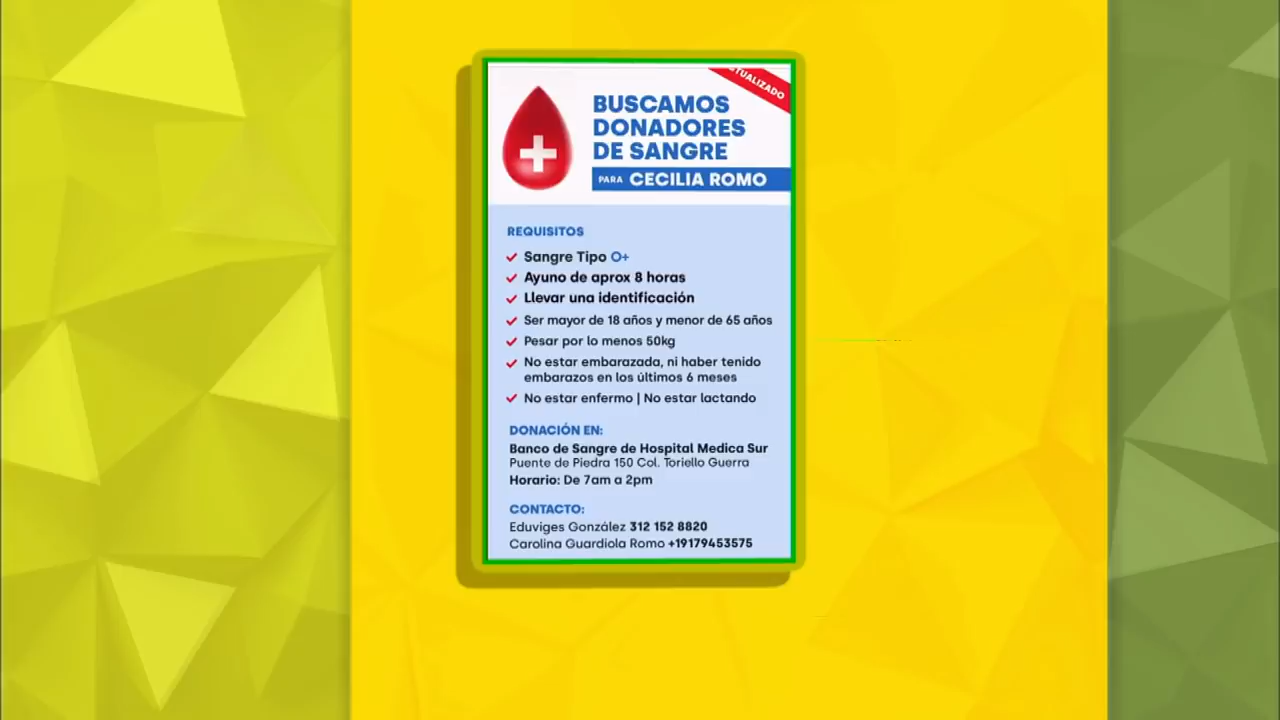 BUSCAMOS
DONADORES
DE SANGRE
PARA CECILIA ROMO
REQUISITOS
Sangre Tipo O+
Ayuno de aprox 8 horas
Llevar una identificación
Ser mayor de 18 años y menor de 65 años
Pesar por lo menos 50kg
No estar embarazada, ni haber tenido
embarazos en los últimos 6 meses
No estar enfermo | No estar lactando
DONACIÓN EN:
Banco de Sangre de Hospital Medica Sur
Puente de Piedra 150 Col. Toriello Guerra
Horario: De 7am a 2pm
CONTACTO:
Eduviges González 312 152 8820
Carolina Guardiola Romo +19179453575